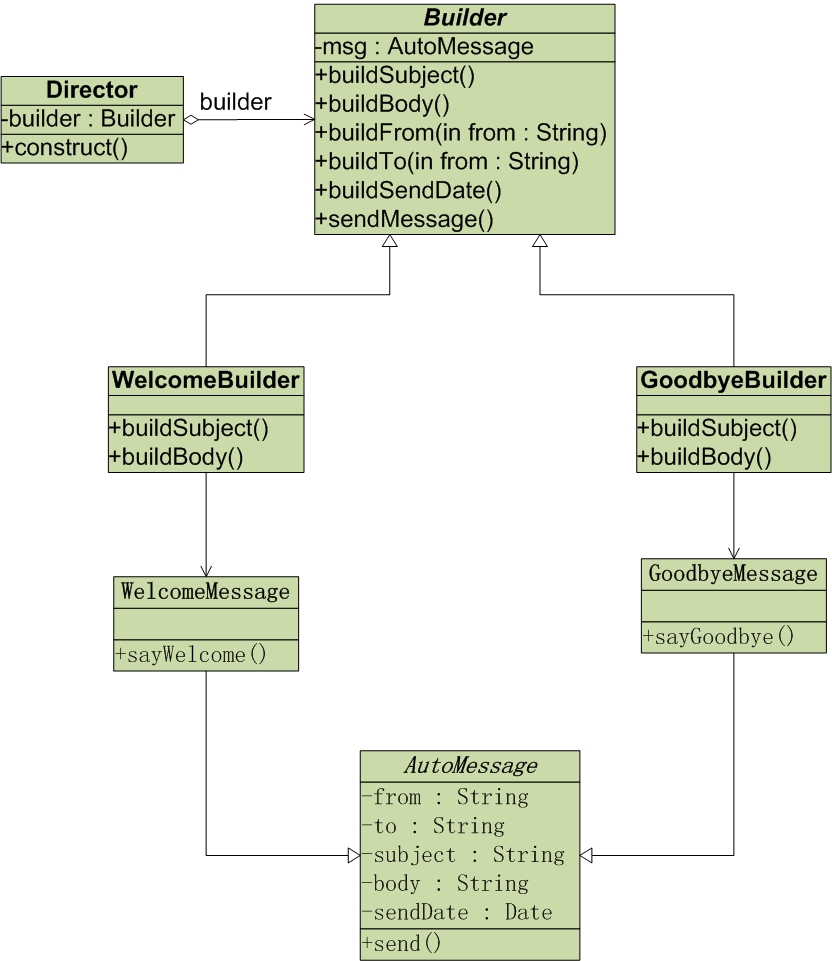 Builder
-msg : AutoMessage
+buildSubject()
+buildBody()
+buildFrom(in from : String)
+buildTo(in from : String)
+buildSendDate()
+sendMessage()
Director
-builder : Builder
+construct()
builder
WelcomeBuilder
+buildSubject()
+buildBody()
GoodbyeBuilder
+buildSubject()
+buildBody()
WelcomeMessage
+sayWelcome()
GoodbyeMessage
+sayGoodbye()
AutoMessage
-from : String
-to : String
-subject : String
-body : String
-sendDate : Date
+send()